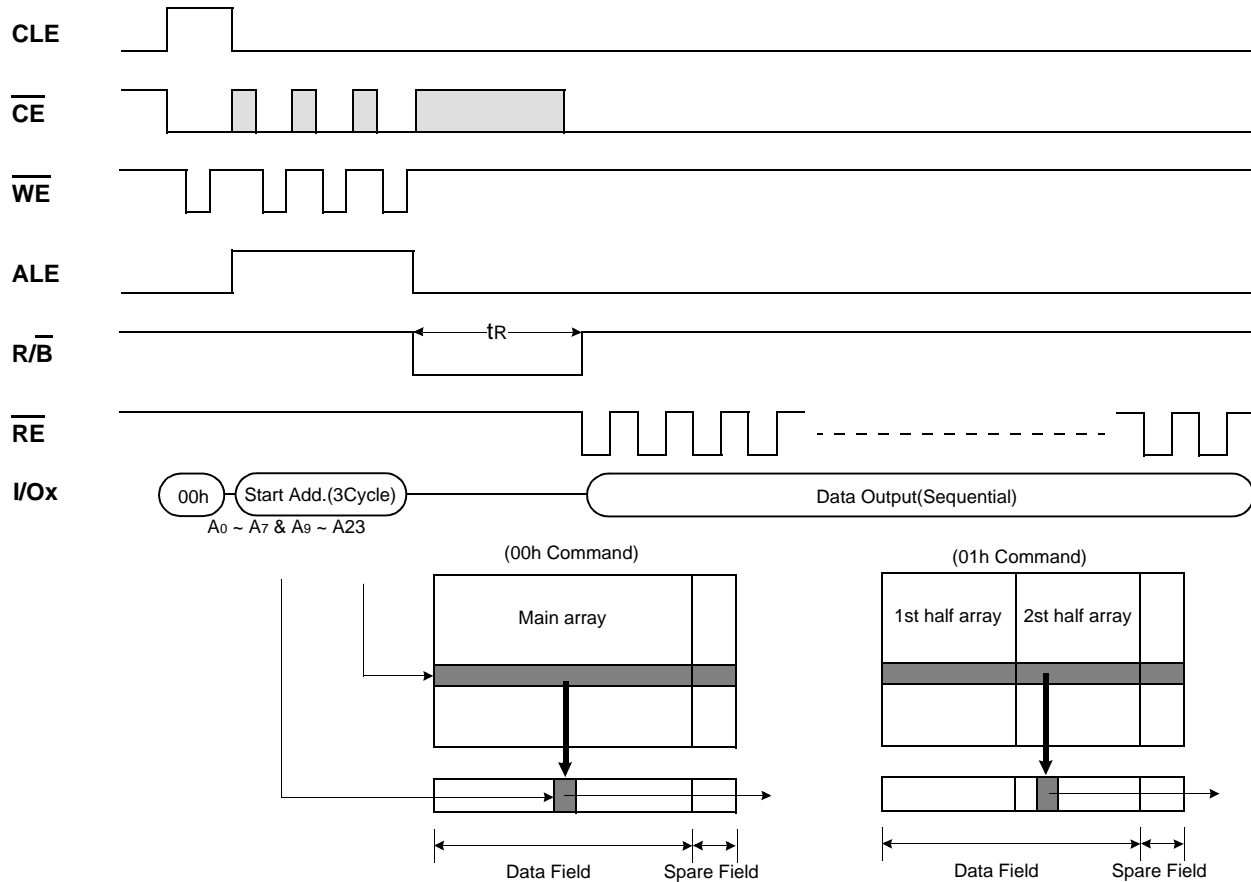 CLE
CE
WE
ALE
tR
R/B
RE
I/Ox
00h Start Add.(3Cycle) Data Output(Sequential)
A0 ~ A7 & A9 ~ A23
(00h Command) (01h Command)
Main array 1st half array 2st half array
Data Field Spare Field Data Field Spare Field